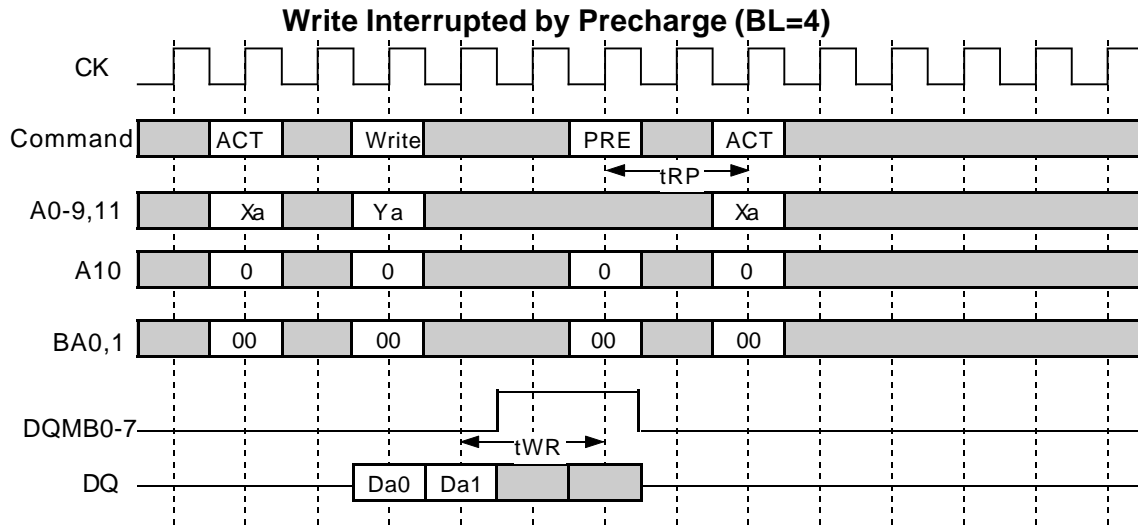 Write Interrupted by Precharge (BL=4)
CK
Command ACT Write PRE ACT
tRP
A0-9,11 Xa Ya Xa
A10 0 0 0 0
BA0,1 00 00 00 00
DQMB0-7
tWR
DQ Da0 Da1